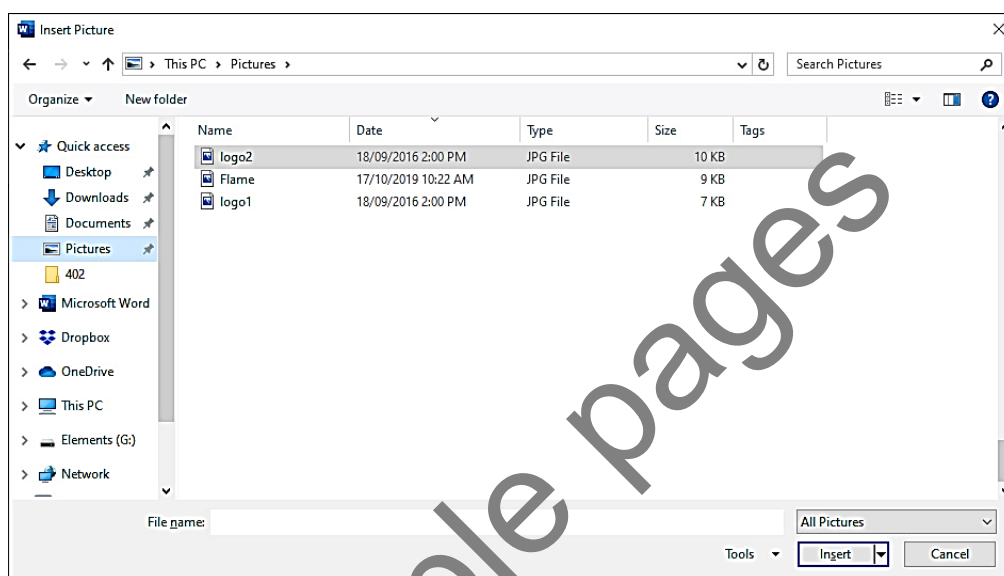 Insert Picture
This PC > Pictures >
Search Pictures
Organize
New folder
Name Date Type Size Tags
logo2 18/09/2016 2:00 PM JPG File 10 KB
Flame 17/10/2019 10:22 AM JPG File 9 KB
logo1 18/09/2016 2:00 PM JPG File 7 KB
Quick access
Desktop
Downloads
Documents
Pictures
402
Microsoft Word
Dropbox
OneDrive
This PC
Elements (G:)
Network
File name:
All Pictures
Tools
Insert
Cancel
pages